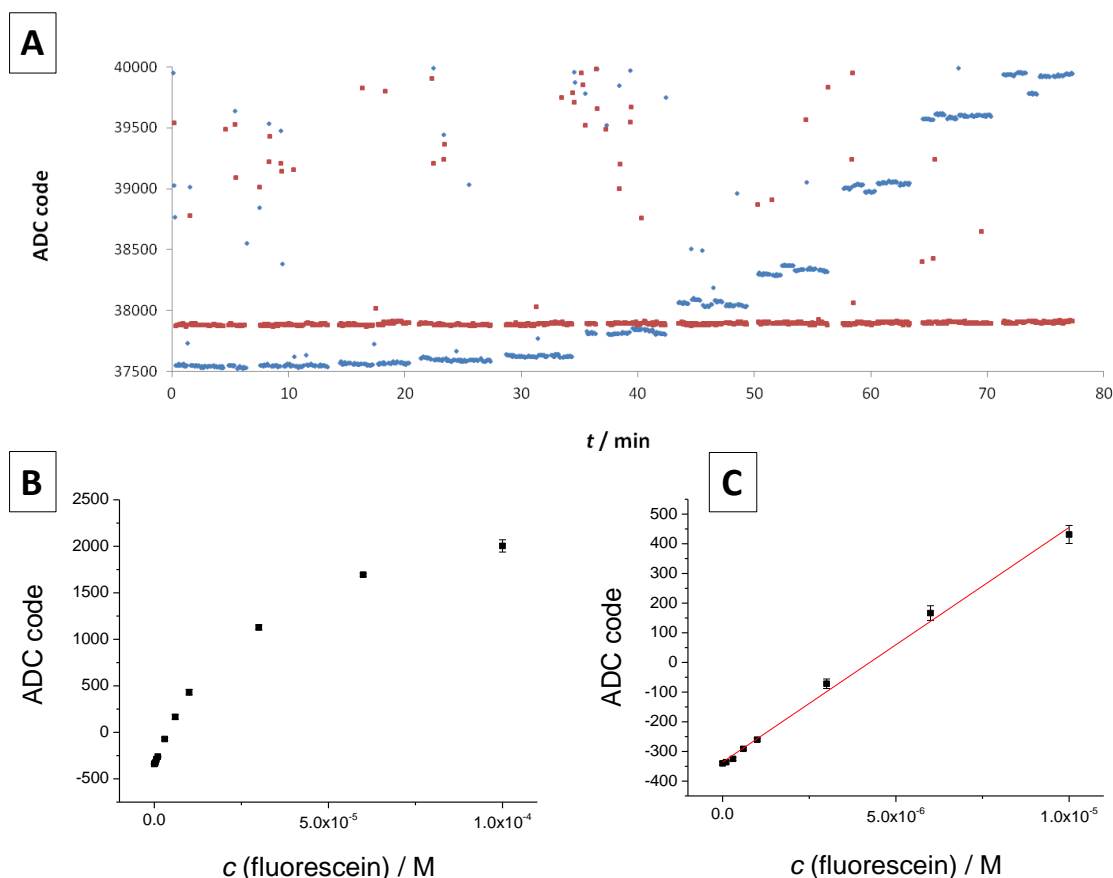 A
40000
39500
39000
38500
38000
37500
ADC code
0 10 20 30 40 50 60 70 80
t / min
B
2500
2000
1500
1000
500
0
-500
ADC code
0.0 5.0x10⁻⁵ 1.0x10⁻⁴
c (fluorescein) / M
C
500
400
300
200
100
0
-100
-200
-300
-400
ADC code
0.0 5.0x10⁻⁶ 1.0x10⁻⁵
c (fluorescein) / M